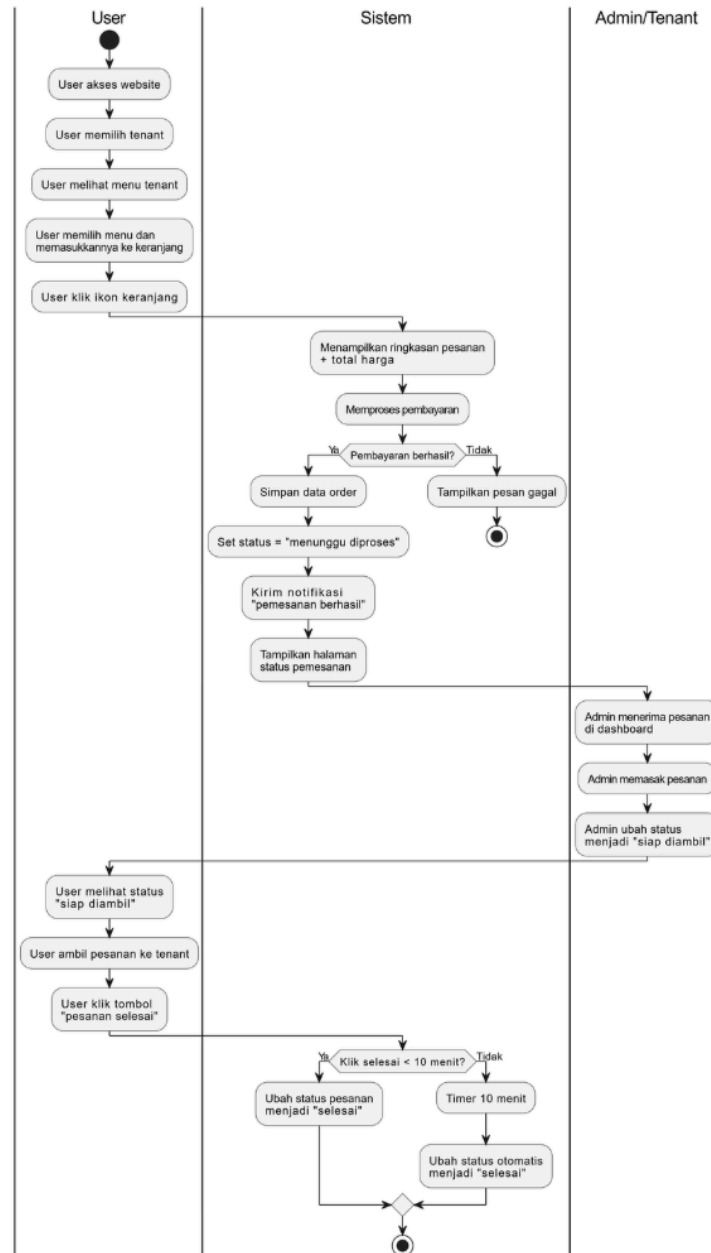 User
Sistem
Admin/Tenant
User akses website
User memilih tenant
User melihat menu tenant
User memilih menu dan
memasukkannya ke keranjang
User klik ikon keranjang
Menampilkan ringkasan pesanan
+ total harga
Memproses pembayaran
Ya
Pembayaran berhasil?
Tidak
Simpan data order
Tampilkan pesan gagal
Set status = "menunggu diproses"
Kirim notifikasi
"pemesanan berhasil"
Tampilkan halaman
status pemesanan
Admin menerima pesanan
di dashboard
Admin memasak pesanan
Admin ubah status
menjadi "siap diambil"
User melihat status
"siap diambil"
User ambil pesanan ke tenant
User klik tombol
"pesanan selesai"
Ya
Klik selesai < 10 menit?
Tidak
Ubah status pesanan
menjadi "selesai"
Timer 10 menit
Ubah status otomatis
menjadi "selesai"